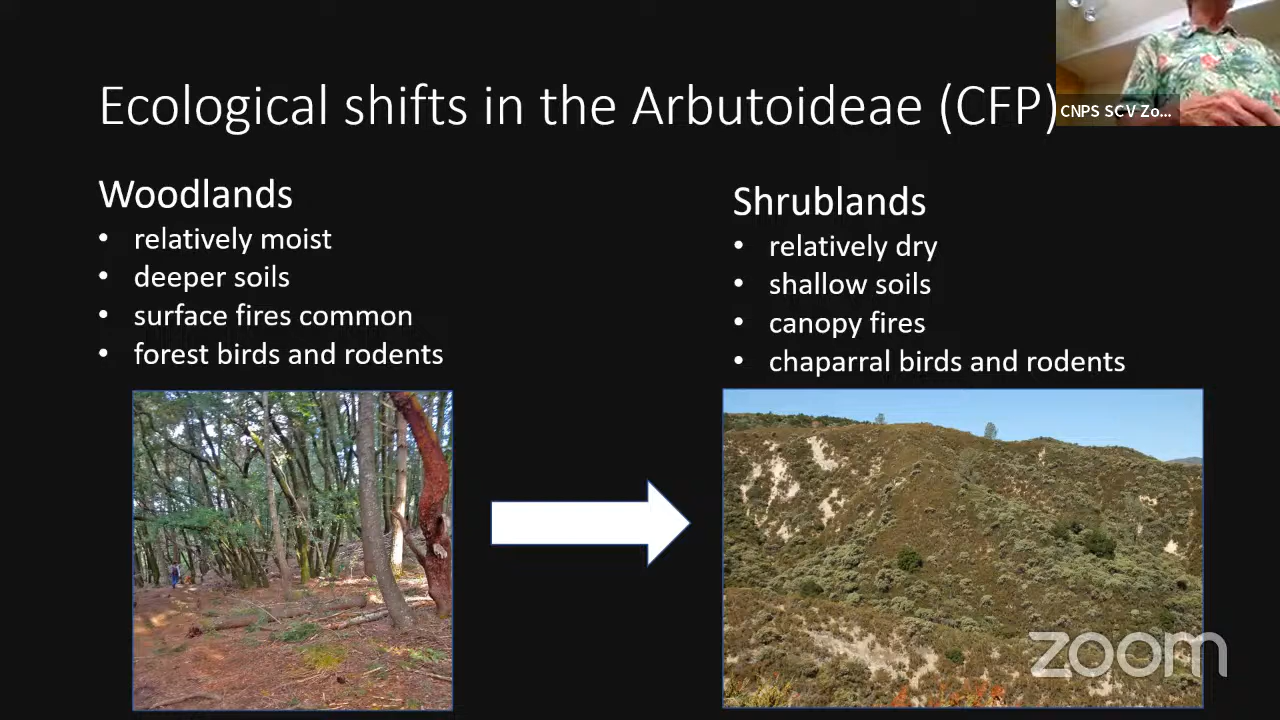 Ecological shifts in the Arbutoideae (CFP)
CNPS SCV Zo...
Woodlands
• relatively moist
• deeper soils
• surface fires common
• forest birds and rodents
Shrublands
• relatively dry
• shallow soils
• canopy fires
• chaparral birds and rodents
zoom